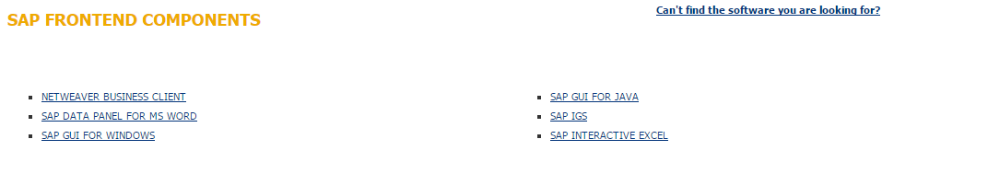 Can't find the software you are looking for?
SAP FRONTEND COMPONENTS
NETWEAVER BUSINESS CLIENT
SAP DATA PANEL FOR MS WORD
SAP GUI FOR WINDOWS
SAP GUI FOR JAVA
SAP IGS
SAP INTERACTIVE EXCEL